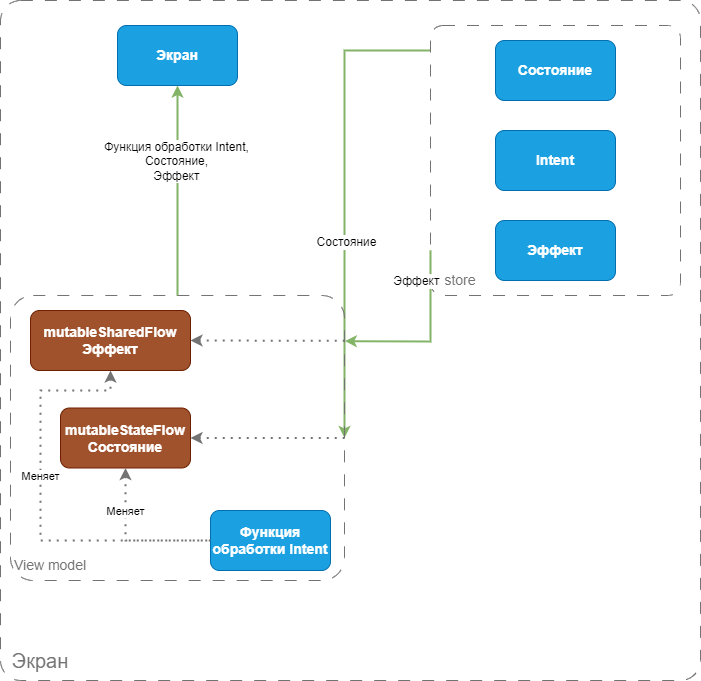 Экран
Состояние
Функция обработки Intent,
Состояние,
Эффект
Intent
Состояние
Эффект
Эффект
store
mutableSharedFlow
Эффект
mutableStateFlow
Состояние
Меняет
Меняет
Функция
обработки Intent
View model
Экран